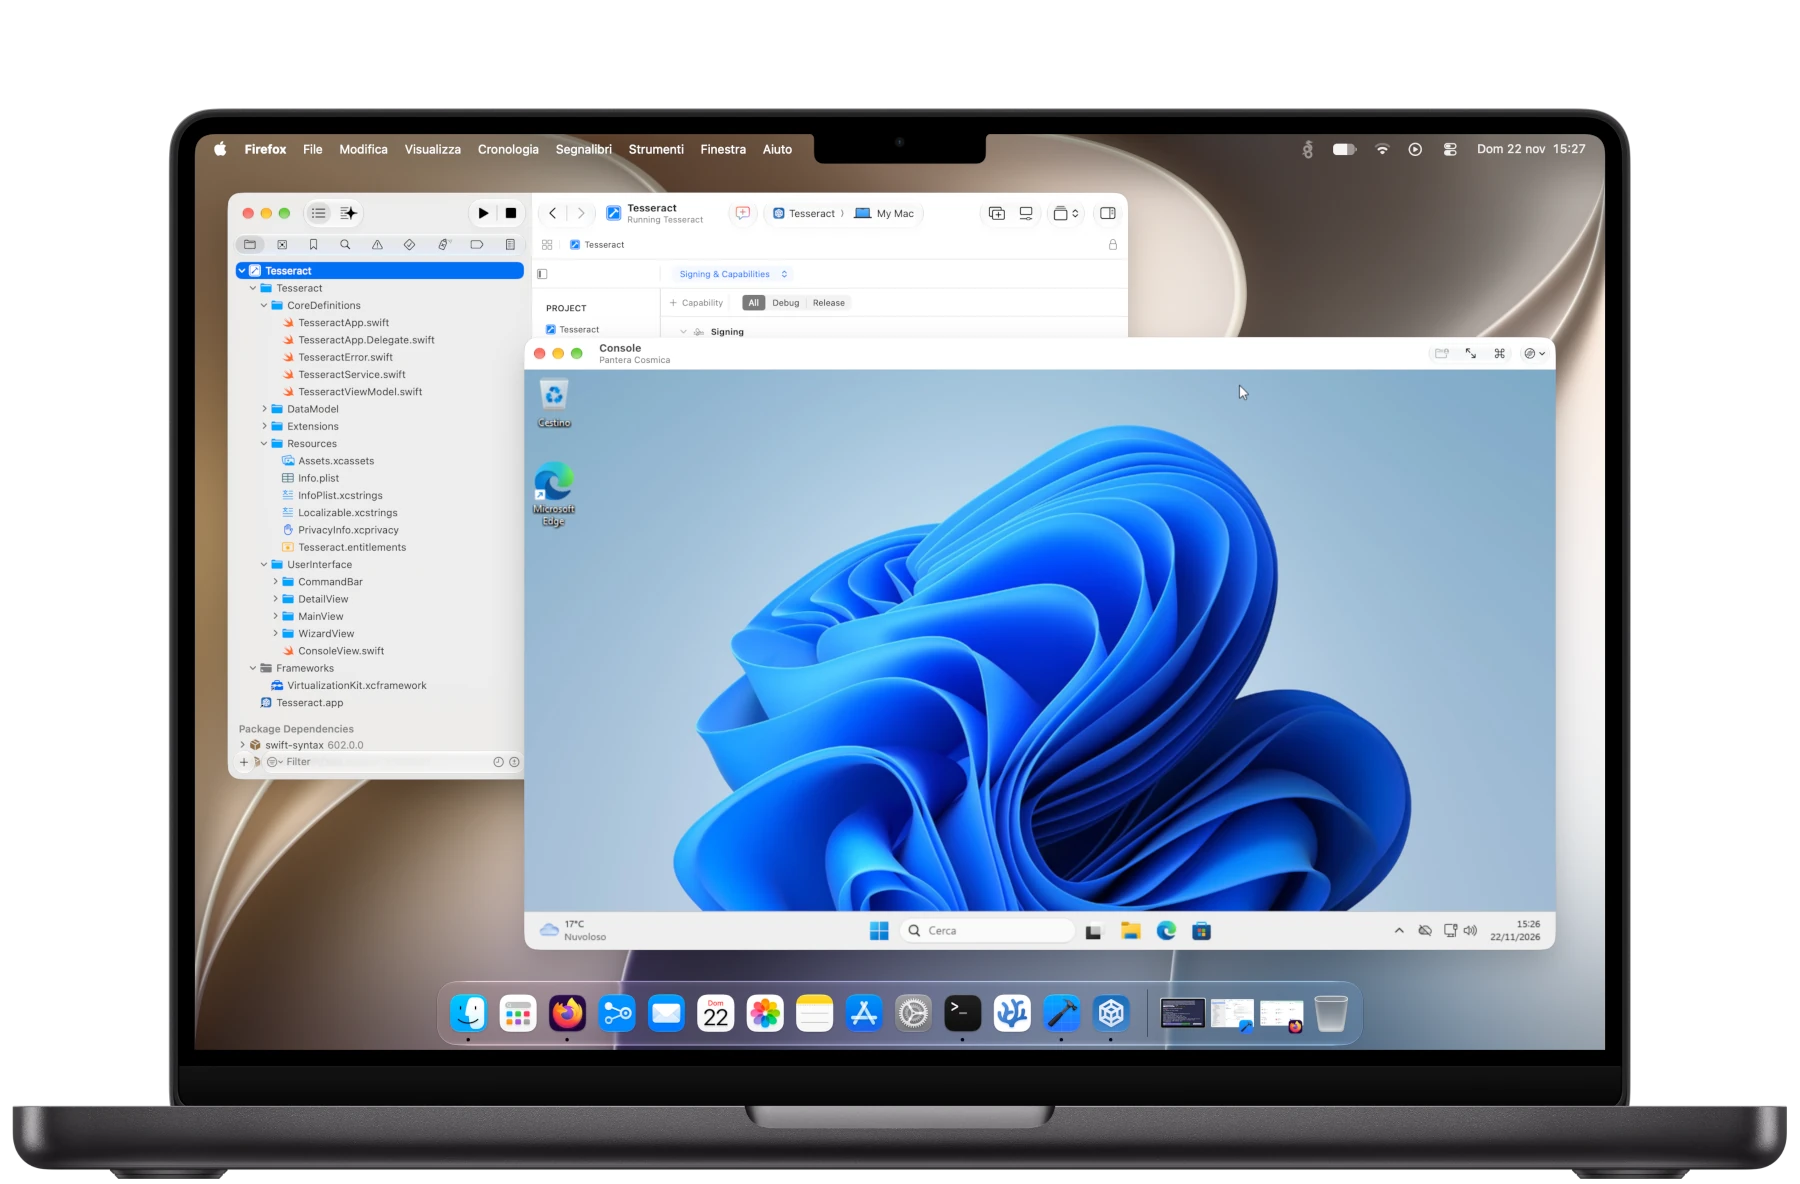 Firefox File Modifica Visualizza Cronologia Segnalibri Strumenti Finestra Aiuto
Dom 22 nov 15:27
Tesseract
Running Tesseract
Tesseract
My Mac
Tesseract
Tesseract
Tesseract
CoreDefinitions
TesseractApp.swift
TesseractApp.Delegate.swift
TesseractError.swift
TesseractService.swift
TesseractViewModel.swift
DataModel
Extensions
Resources
Assets.xcassets
Info.plist
InfoPlist.xcstrings
Localizable.xcstrings
PrivacyInfo.xcprivacy
Tesseract.entitlements
UserInterface
CommandBar
DetailView
MainView
WizardView
ConsoleView.swift
Frameworks
VirtualizationKit.xcframework
Tesseract.app
Package Dependencies
swift-syntax 602.0.0
Filter
Signing & Capabilities
+ Capability All Debug Release
PROJECT
Tesseract
Signing
Console
Pantera Cosmica
Cestino
Microsoft
Edge
17°C
Nuvoloso
Cerca
15:26
22/11/2026
Dom
22